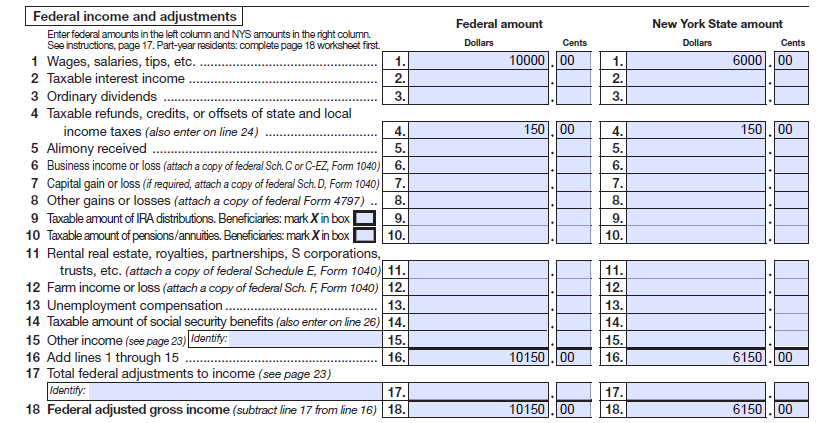 Federal income and adjustments
Federal amount New York State amount
Enter federal amounts in the left column and NYS amounts in the right column.
See instructions, page 17. Part-year residents: complete page 18 worksheet first.
Dollars Cents Dollars Cents
1 Wages, salaries, tips, etc. 1. 10000 . 00 1. 6000 . 00
2 Taxable interest income 2. . 2. .
3 Ordinary dividends 3. . 3. .
4 Taxable refunds, credits, or offsets of state and local
income taxes (also enter on line 24) 4. 150 . 00 4. 150 . 00
5 Alimony received 5. . 5. .
6 Business income or loss (attach a copy of federal Sch. C or C-EZ, Form 1040) 6. . 6. .
7 Capital gain or loss (if required, attach a copy of federal Sch. D, Form 1040) 7. . 7. .
8 Other gains or losses (attach a copy of federal Form 4797) .. 8. . 8. .
9 Taxable amount of IRA distributions. Beneficiaries: mark X in box 9. . 9. .
10 Taxable amount of pensions/annuities. Beneficiaries: mark X in box 10. . 10. .
11 Rental real estate, royalties, partnerships, S corporations,
trusts, etc. (attach a copy of federal Schedule E, Form 1040) 11. . 11. .
12 Farm income or loss (attach a copy of federal Sch. F, Form 1040) 12. . 12. .
13 Unemployment compensation 13. . 13. .
14 Taxable amount of social security benefits (also enter on line 26) 14. . 14. .
15 Other income (see page 23) Identify: 15. . 15. .
16 Add lines 1 through 15 16. 10150 . 00 16. 6150 . 00
17 Total federal adjustments to income (see page 23)
Identify: 17. . 17. .
18 Federal adjusted gross income (subtract line 17 from line 16) 18. 10150 . 00 18. 6150 . 00